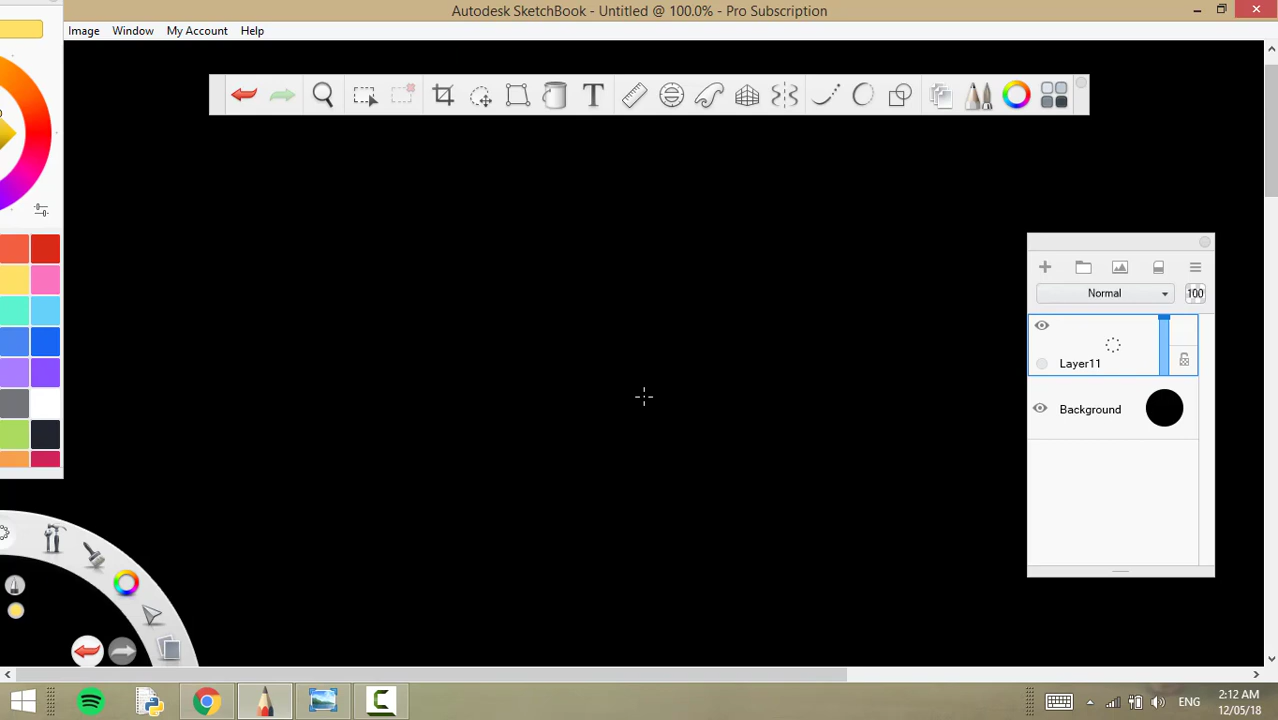 Autodesk SketchBook - Untitled @ 100.0% - Pro Subscription
Image Window My Account Help
T
Normal 100
Layer11
Background
ENG
2:12 AM
12/05/18